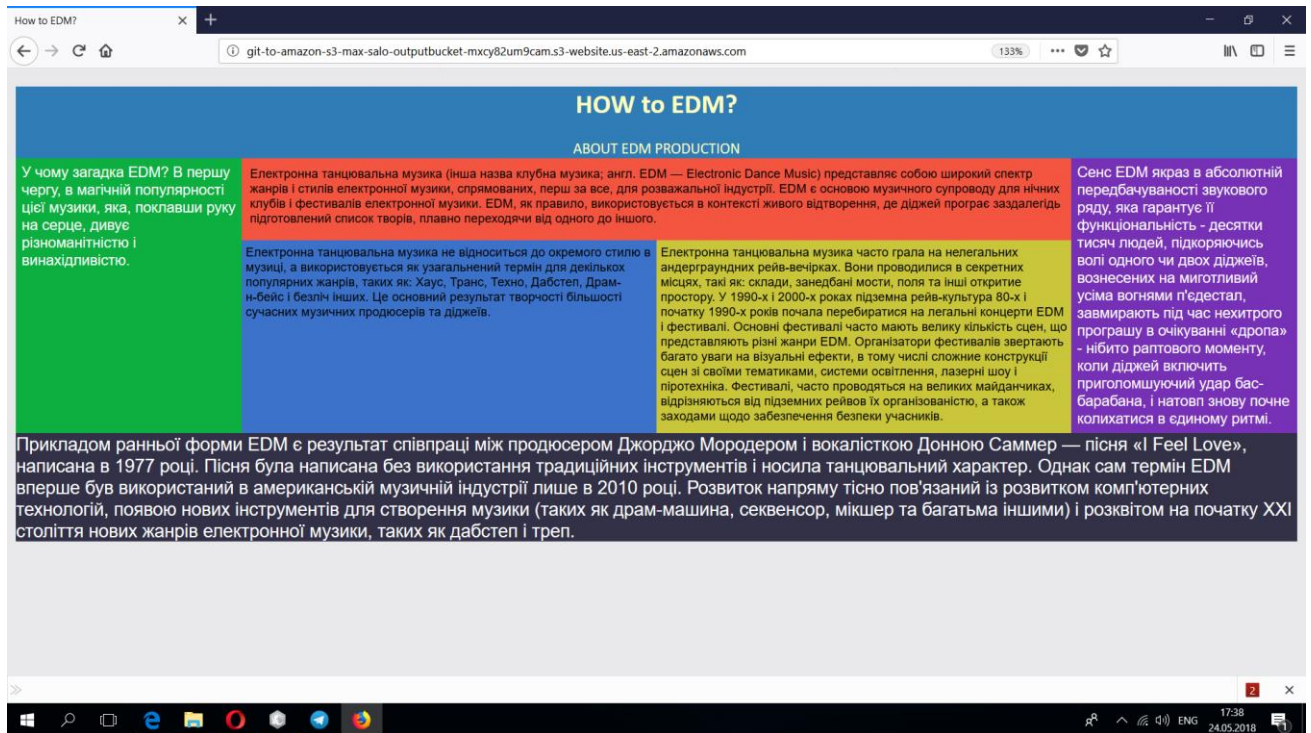 How to EDM?
git-to-amazon-s3-max-salo-outputbucket-mxcy82um9cam.s3-website.us-east-2.amazonaws.com
133%
HOW to EDM?
ABOUT EDM PRODUCTION
У чому загадка EDM? В першу
чергу, в магічній популярності
цієї музики, яка, поклавши руку
на серце, дивує
різноманітністю і
винахідливістю.
Електронна танцювальна музика (інша назва клубна музика; англ. EDM — Electronic Dance Music) представляє собою широкий спектр
жанрів і стилів електронної музики, спрямованих, перш за все, для розважальної індустрії. EDM є основою музичного супроводу для нічних
клубів і фестивалів електронної музики. EDM, як правило, використовується в контексті живого відтворення, де діджей програє заздалегідь
підготовлений список творів, плавно переходячи від одного до іншого.
Електронна танцювальна музика не відноситься до окремого стилю в
музиці, а використовується як узагальнений термін для декількох
популярних жанрів, таких як: Хаус, Транс, Техно, Дабстеп, Драм-
н-бейс і безліч інших. Це основний результат творчості більшості
сучасних музичних продюсерів та діджеїв.
Електронна танцювальна музика часто грала на нелегальних
андерграундних рейв-вечірках. Вони проводилися в секретних
місцях, такі як: склади, занедбані мости, поля та інші открите
простору. У 1990-х і 2000-х роках підземна рейв-культура 80-х і
початку 1990-х років почала перебиратися на легальні концерти EDM
і фестивалі. Основні фестивалі часто мають велику кількість сцен, що
представляють різні жанри EDM. Організатори фестивалів звертають
багато уваги на візуальні ефекти, в тому числі сложние конструкції
сцен зі своїми тематиками, системи освітлення, лазерні шоу і
піротехніка. Фестивалі, часто проводяться на великих майданчиках,
відрізняються від підземних рейвов їх організованістю, а також
заходами щодо забезпечення безпеки учасників.
Сенс EDM якраз в абсолютній
передбачуваності звукового
ряду, яка гарантує її
функціональність - десятки
тисяч людей, підкоряючись
волі одного чи двох діджеїв,
вознесених на миготливий
усіма вогнями п'єдестал,
завмирають під час нехитрого
програшу в очікуванні «дропа»
- нібито раптового моменту,
коли діджей включить
приголомшуючий удар бас-
барабана, і натовп знову почне
колихатися в єдиному ритмі.
Прикладом ранньої форми EDM є результат співпраці між продюсером Джорджо Мородером і вокалісткою Донною Саммер — пісня «I Feel Love»,
написана в 1977 році. Пісня була написана без використання традиційних інструментів і носила танцювальний характер. Однак сам термін EDM
вперше був використаний в американській музичній індустрії лише в 2010 році. Розвиток напряму тісно пов'язаний із розвитком комп'ютерних
технологій, появою нових інструментів для створення музики (таких як драм-машина, секвенсор, мікшер та багатьма іншими) і розквітом на початку XXI
століття нових жанрів електронної музики, таких як дабстеп і треп.
2
ENG
17:38
24.05.2018
1